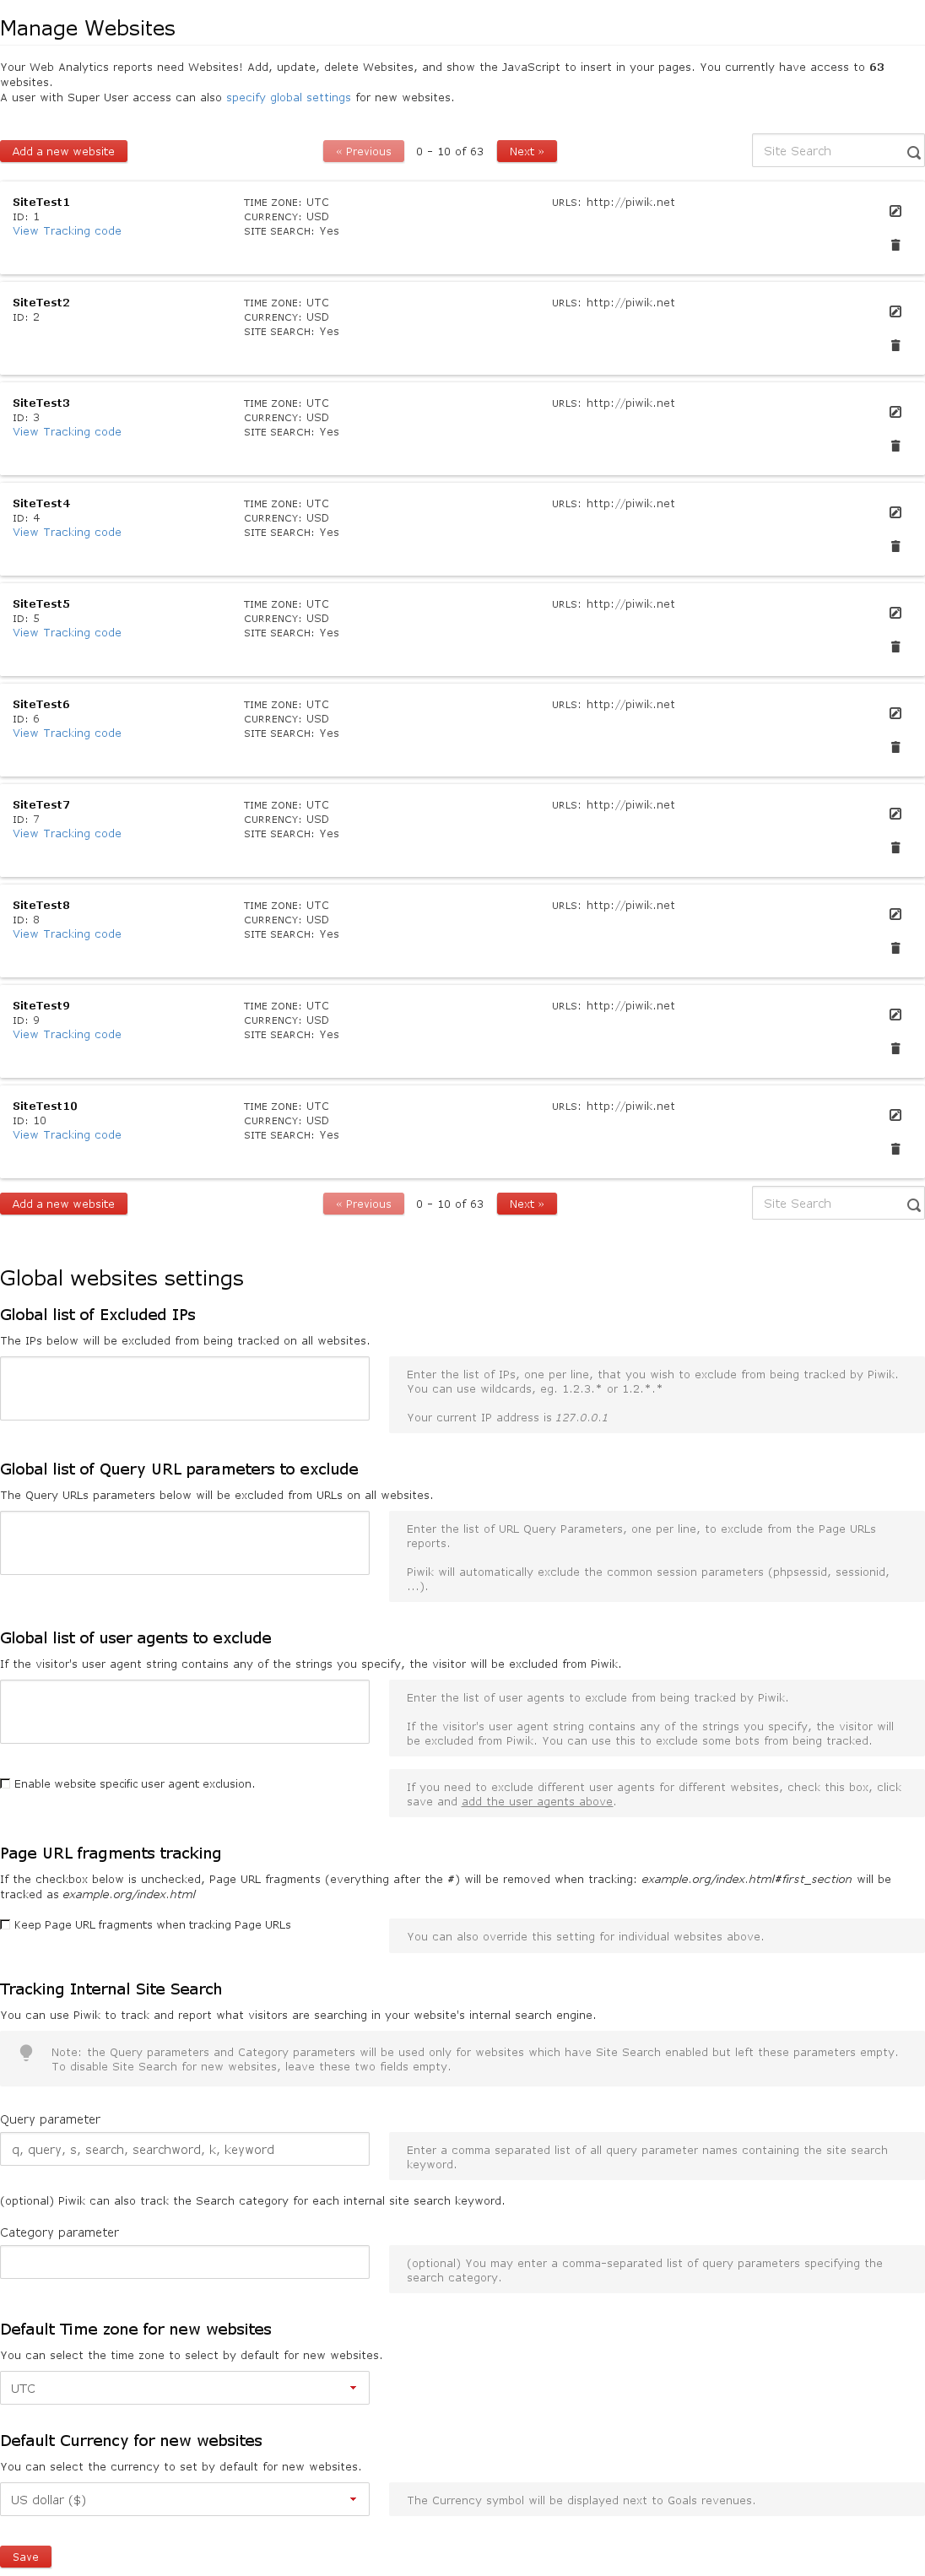 Manage Websites
Your Web Analytics reports need Websites! Add, update, delete Websites, and show the JavaScript to insert in your pages. You currently have access to 63
websites.
A user with Super User access can also specify global settings for new websites.
Add a new website « Previous 0 - 10 of 63 Next » Site Search
SiteTest1 TIME ZONE: UTC URLS: http://piwik.net
ID: 1 CURRENCY: USD
View Tracking code SITE SEARCH: Yes
SiteTest2 TIME ZONE: UTC URLS: http://piwik.net
ID: 2 CURRENCY: USD
SITE SEARCH: Yes
SiteTest3 TIME ZONE: UTC URLS: http://piwik.net
ID: 3 CURRENCY: USD
View Tracking code SITE SEARCH: Yes
SiteTest4 TIME ZONE: UTC URLS: http://piwik.net
ID: 4 CURRENCY: USD
View Tracking code SITE SEARCH: Yes
SiteTest5 TIME ZONE: UTC URLS: http://piwik.net
ID: 5 CURRENCY: USD
View Tracking code SITE SEARCH: Yes
SiteTest6 TIME ZONE: UTC URLS: http://piwik.net
ID: 6 CURRENCY: USD
View Tracking code SITE SEARCH: Yes
SiteTest7 TIME ZONE: UTC URLS: http://piwik.net
ID: 7 CURRENCY: USD
View Tracking code SITE SEARCH: Yes
SiteTest8 TIME ZONE: UTC URLS: http://piwik.net
ID: 8 CURRENCY: USD
View Tracking code SITE SEARCH: Yes
SiteTest9 TIME ZONE: UTC URLS: http://piwik.net
ID: 9 CURRENCY: USD
View Tracking code SITE SEARCH: Yes
SiteTest10 TIME ZONE: UTC URLS: http://piwik.net
ID: 10 CURRENCY: USD
View Tracking code SITE SEARCH: Yes
Add a new website « Previous 0 - 10 of 63 Next » Site Search
Global websites settings
Global list of Excluded IPs
The IPs below will be excluded from being tracked on all websites.
Enter the list of IPs, one per line, that you wish to exclude from being tracked by Piwik.
You can use wildcards, eg. 1.2.3.* or 1.2.*.*
Your current IP address is 127.0.0.1
Global list of Query URL parameters to exclude
The Query URLs parameters below will be excluded from URLs on all websites.
Enter the list of URL Query Parameters, one per line, to exclude from the Page URLs
reports.
Piwik will automatically exclude the common session parameters (phpsessid, sessionid,
...).
Global list of user agents to exclude
If the visitor's user agent string contains any of the strings you specify, the visitor will be excluded from Piwik.
Enter the list of user agents to exclude from being tracked by Piwik.
If the visitor's user agent string contains any of the strings you specify, the visitor will
be excluded from Piwik. You can use this to exclude some bots from being tracked.
Enable website specific user agent exclusion.
If you need to exclude different user agents for different websites, check this box, click
save and add the user agents above.
Page URL fragments tracking
If the checkbox below is unchecked, Page URL fragments (everything after the #) will be removed when tracking: example.org/index.html#first_section will be
tracked as example.org/index.html
Keep Page URL fragments when tracking Page URLs
You can also override this setting for individual websites above.
Tracking Internal Site Search
You can use Piwik to track and report what visitors are searching in your website's internal search engine.
Note: the Query parameters and Category parameters will be used only for websites which have Site Search enabled but left these parameters empty.
To disable Site Search for new websites, leave these two fields empty.
Query parameter
q, query, s, search, searchword, k, keyword
Enter a comma separated list of all query parameter names containing the site search
keyword.
(optional) Piwik can also track the Search category for each internal site search keyword.
Category parameter
(optional) You may enter a comma-separated list of query parameters specifying the
search category.
Default Time zone for new websites
You can select the time zone to select by default for new websites.
UTC
Default Currency for new websites
You can select the currency to set by default for new websites.
US dollar ($)
The Currency symbol will be displayed next to Goals revenues.
Save